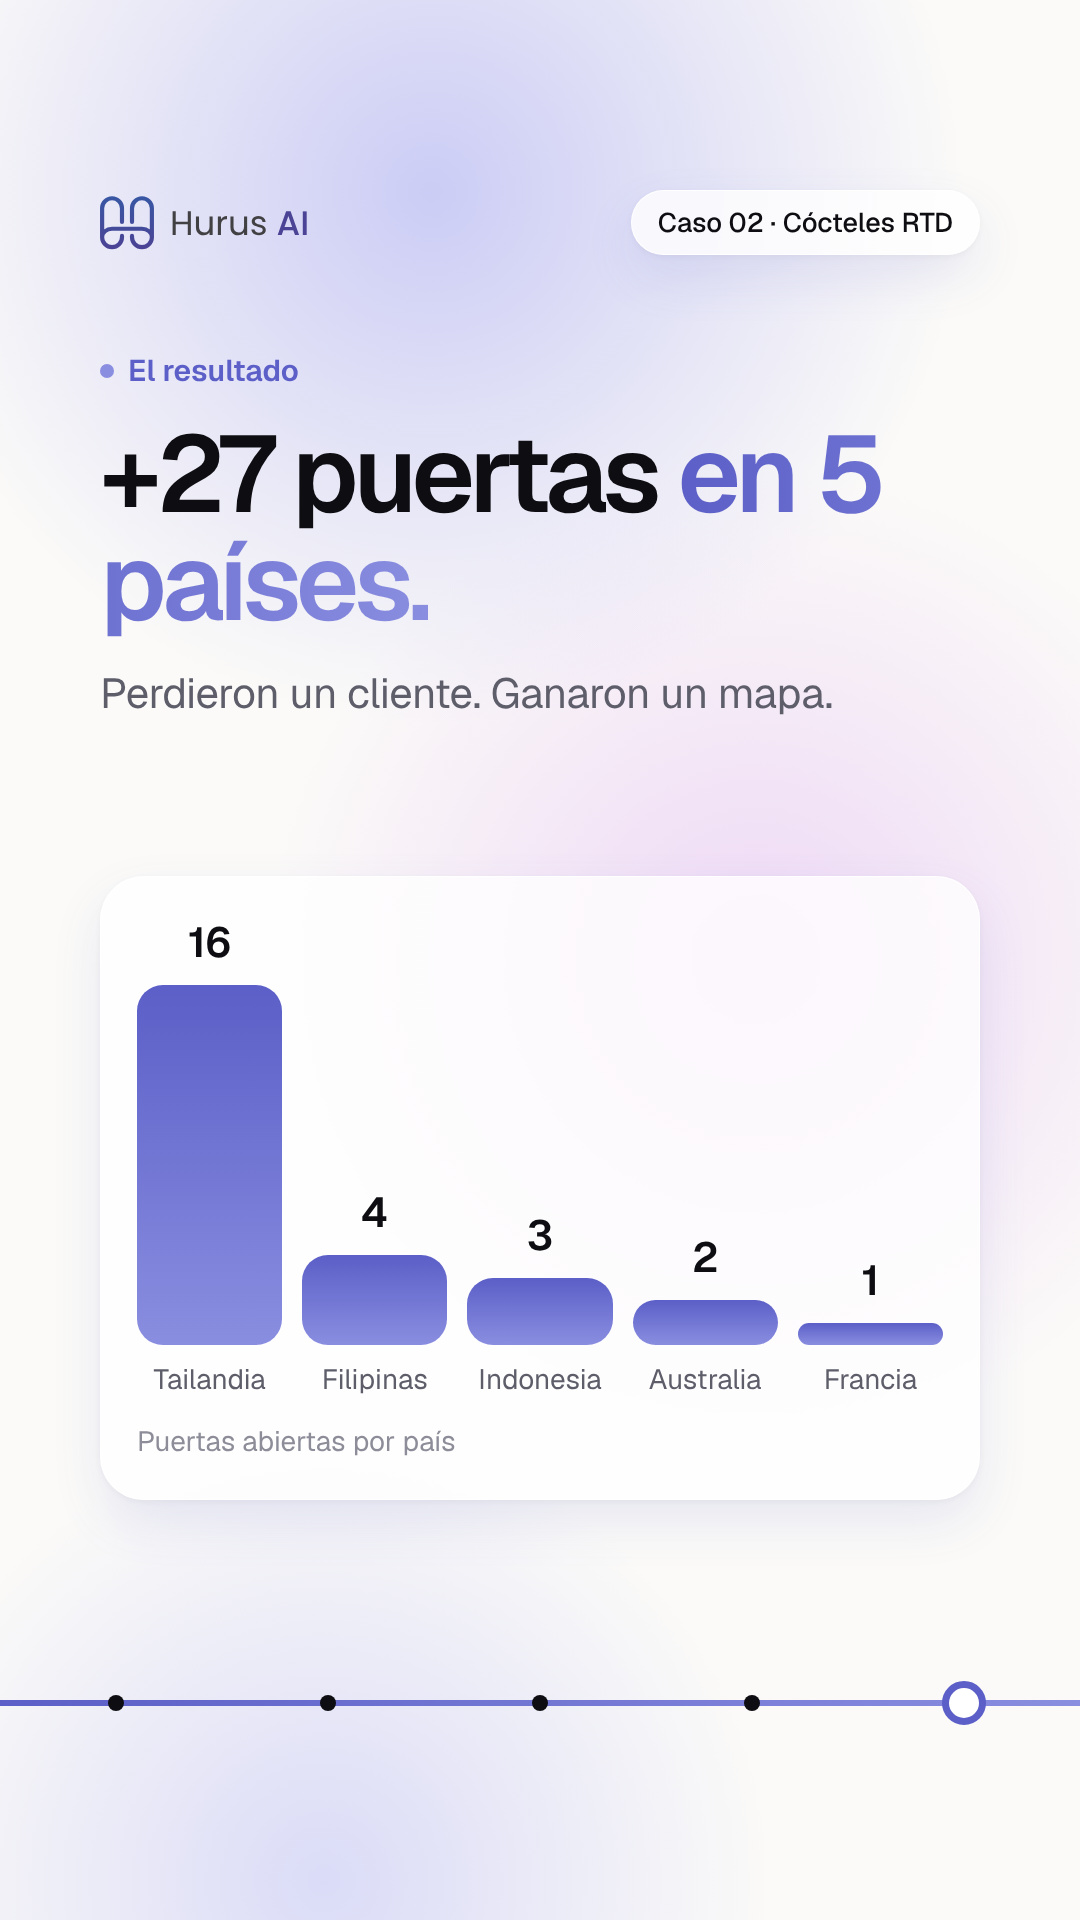 Hurus AI
Caso 02 · Cócteles RTD
El resultado
+27 puertas en 5
países.
Perdieron un cliente. Ganaron un mapa.
16
4
3
2
1
Tailandia
Filipinas
Indonesia
Australia
Francia
Puertas abiertas por país